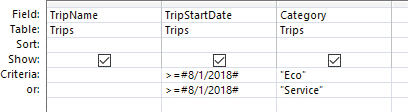 Field: TripName TripStartDate Category
Table: Trips Trips Trips
Sort:
Show:
Criteria: >=#8/1/2018# "Eco"
or: >=#8/1/2018# "Service"